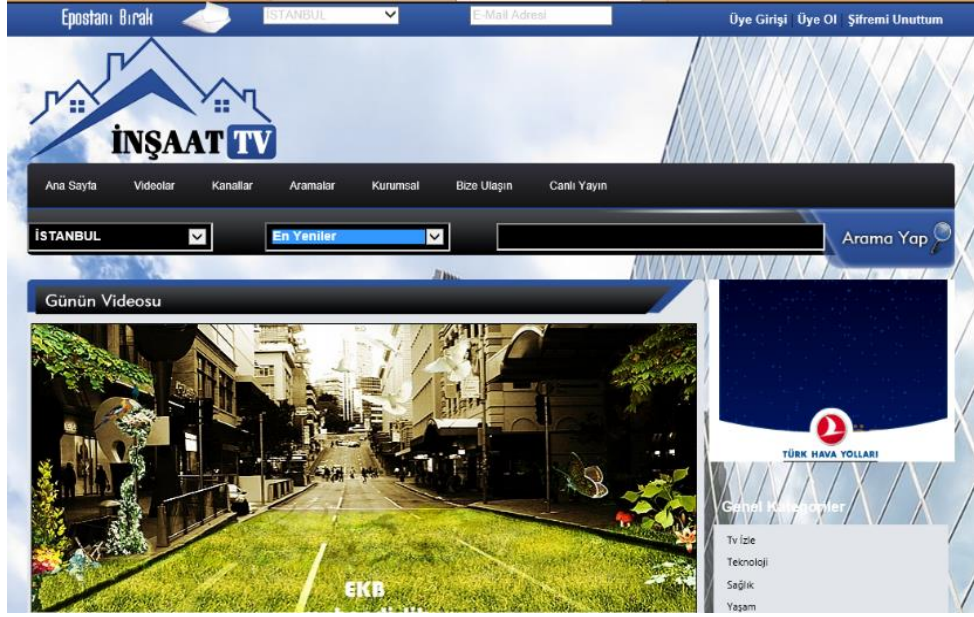 Epostanı Bırak
İSTANBUL
E-Mail Adresi
Üye Girişi | Üye Ol | Şifremi Unuttum
İNŞAAT TV
Ana Sayfa Videolar Kanallar Aramalar Kurumsal Bize Ulaşın Canlı Yayın
İSTANBUL
En Yeniler
Arama Yap
Günün Videosu
TÜRK HAVA YOLLARI
Genel Kategoriler
Tv İzle
Teknoloji
Sağlık
Yaşam
EKB